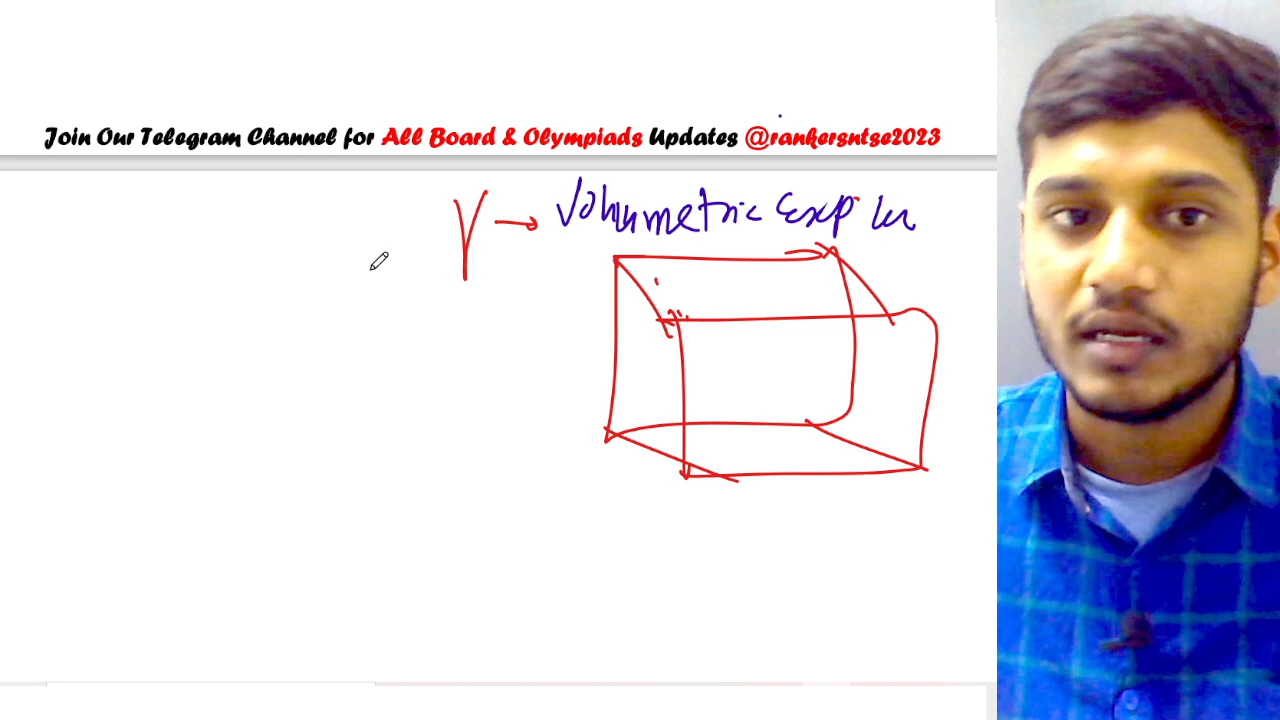 Join Our Telegram Channel for All Board & Olympiads Updates @rankersntse2023
γ → Volumetric Exp